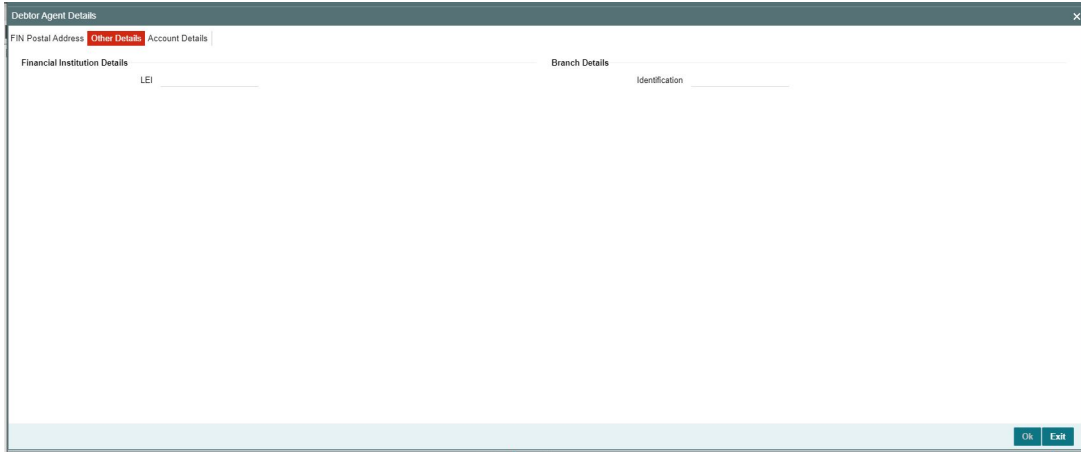 Debtor Agent Details
FIN Postal Address Other Details Account Details
Financial Institution Details
LEI
Branch Details
Identification
Ok Exit